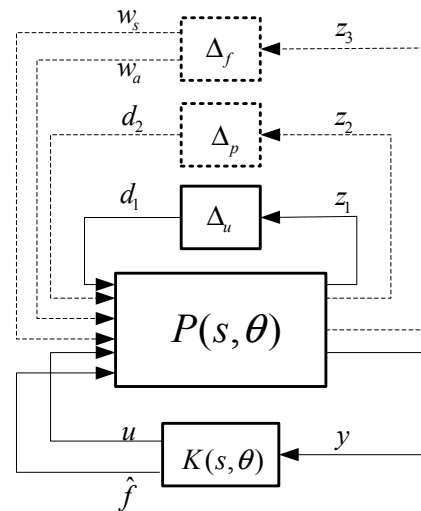 w_s Δ_f z_3
w_a
d_2 Δ_p z_2
d_1 Δ_u z_1
P(s,θ)
u K(s,θ) y
f̂